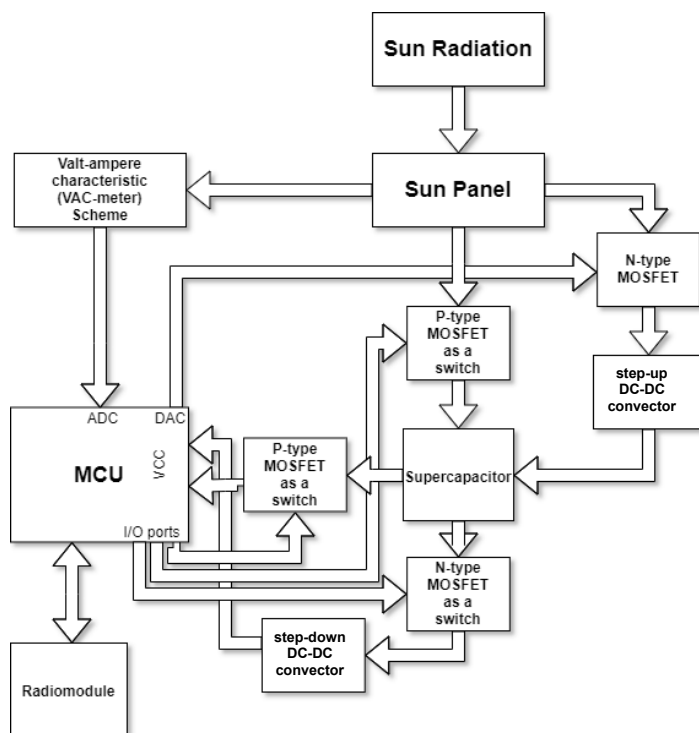 Sun Radiation
Valt-ampere
characteristic
(VAC-meter)
Scheme
Sun Panel
N-type
MOSFET
P-type
MOSFET
as a
switch
step-up
DC-DC
convector
ADC
DAC
MCU
VCC
I/O ports
P-type
MOSFET
as a
switch
Supercapacitor
N-type
MOSFET
as a
switch
step-down
DC-DC
convector
Radiomodule